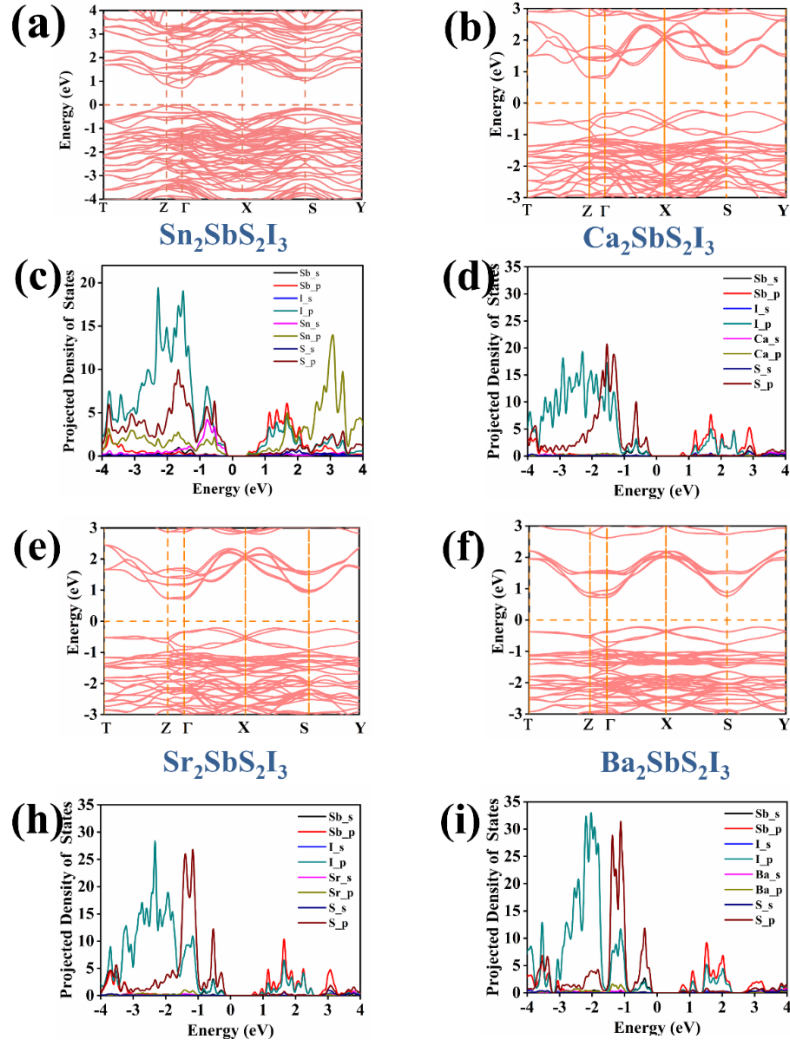 (a)
4
3
2
1
0
-1
-2
-3
-4
Energy (eV)
T Z Γ X S Y
Sn₂SbS₂I₃
(b)
3
2
1
0
-1
-2
-3
Energy (eV)
T Z Γ X S Y
Ca₂SbS₂I₃
(c)
20
15
10
5
0
Projected Density of States
Sb_s
Sb_p
I_s
I_p
Sn_s
Sn_p
S_s
S_p
-4 -3 -2 -1 0 1 2 3 4
Energy (eV)
(d)
35
30
25
20
15
10
5
0
Projected Density of States
Sb_s
Sb_p
I_s
I_p
Ca_s
Ca_p
S_s
S_p
-4 -3 -2 -1 0 1 2 3 4
Energy (eV)
(e)
3
2
1
0
-1
-2
-3
Energy (eV)
T Z Γ X S Y
Sr₂SbS₂I₃
(f)
3
2
1
0
-1
-2
-3
Energy (eV)
T Z Γ X S Y
Ba₂SbS₂I₃
(h)
35
30
25
20
15
10
5
0
Projected Density of States
Sb_s
Sb_p
I_s
I_p
Sr_s
Sr_p
S_s
S_p
-4 -3 -2 -1 0 1 2 3 4
Energy (eV)
(i)
35
30
25
20
15
10
5
0
Projected Density of States
Sb_s
Sb_p
I_s
I_p
Ba_s
Ba_p
S_s
S_p
-4 -3 -2 -1 0 1 2 3 4
Energy (eV)